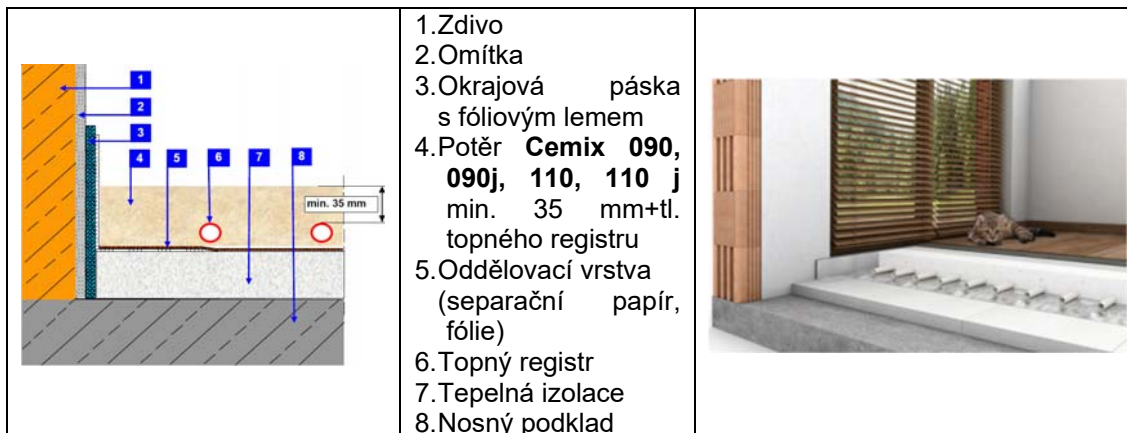 1
2
3
4
5
6
7
8
min. 35 mm
1.Zdivo
2.Omítka
3.Okrajová páska
s fóliovým lemem
4.Potěr Cemix 090,
090j, 110, 110 j
min. 35 mm+tl.
topného registru
5.Oddělovací vrstva
(separační papír,
fólie)
6.Topný registr
7.Tepelná izolace
8.Nosný podklad